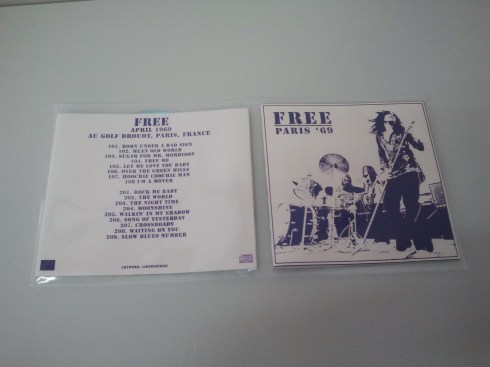 FREE
APRIL 1969
AU GOLF DROUOT, PARIS, FRANCE
101. BORN UNDER A BAD SIGN
102. MEAN OLD WORLD
103. SUGAR FOR MR. MORRISON
104. FREE ME
105. LET ME LOVE YOU BABY
106. OVER THE GREEN HILLS
107. HOOCHIE COOCHIE MAN
108 I'M A MOVER
201. ROCK ME BABY
202. THE WORLD
203. THE NIGHT TIME
204. MOONSHINE
205. WALKIN' IN MY SHADOW
206. SONG OF YESTERDAY
207. CROSSROADS
208. WAITING ON YOU
209. SLOW BLUES NUMBER
FREE
PARIS '69